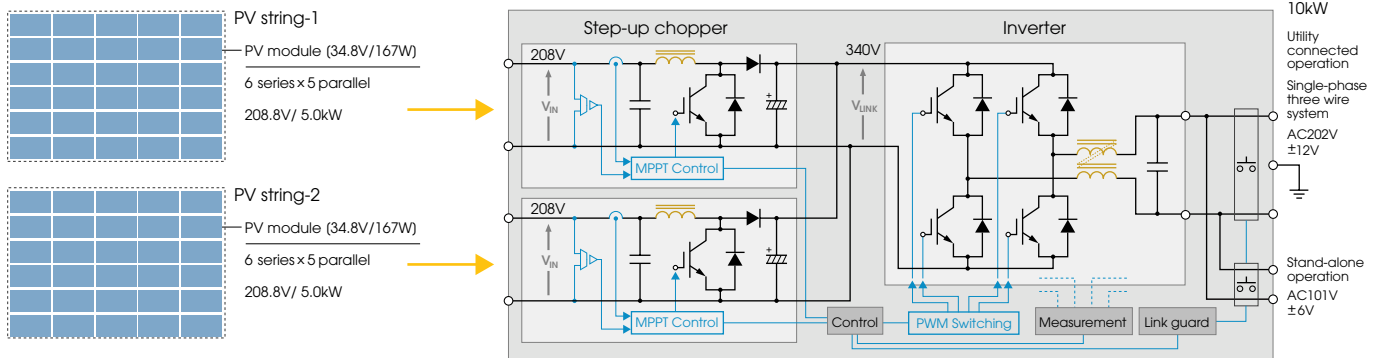 PV string-1
PV module (34.8V/167W)
6 series×5 parallel
208.8V/ 5.0kW
PV string-2
PV module (34.8V/167W)
6 series×5 parallel
208.8V/ 5.0kW
Step-up chopper
208V
VIN
MPPT Control
208V
VIN
MPPT Control
340V
VLINK
Inverter
Control
PWM Switching
Measurement
Link guard
10kW
Utility
connected
operation
Single-phase
three wire
system
AC202V
±12V
Stand-alone
operation
AC101V
±6V